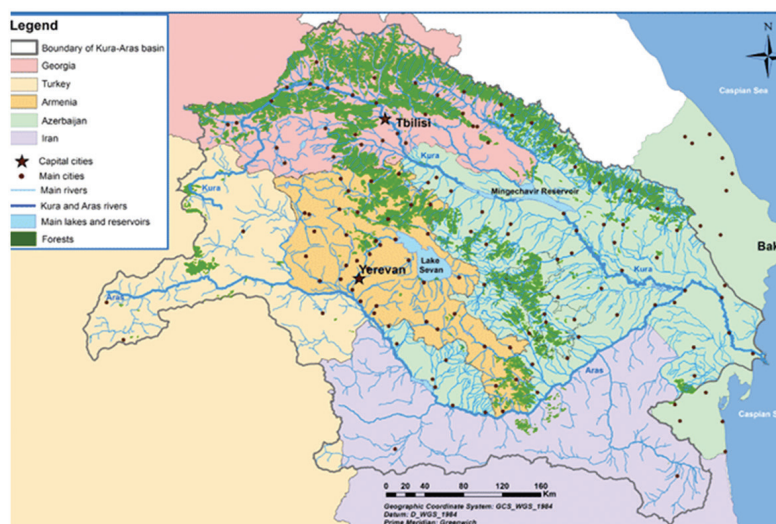 Legend
Boundary of Kura-Aras basin
Georgia
Turkey
Armenia
Azerbaijan
Iran
Capital cities
Main cities
Main rivers
Kura and Aras rivers
Main lakes and reservoirs
Forests
N
Caspian Sea
Tbilisi
Kura
Kura
Mingechavir Reservoir
Bak
Lake
Sevan
Kura
Yerevan
Aras
Aras
Caspian S
0 20 40 80 120 160
Km
Geographic Coordinate System: GCS_WGS_1984
Datum: D_WGS_1984
Prime Meridian: Greenwich